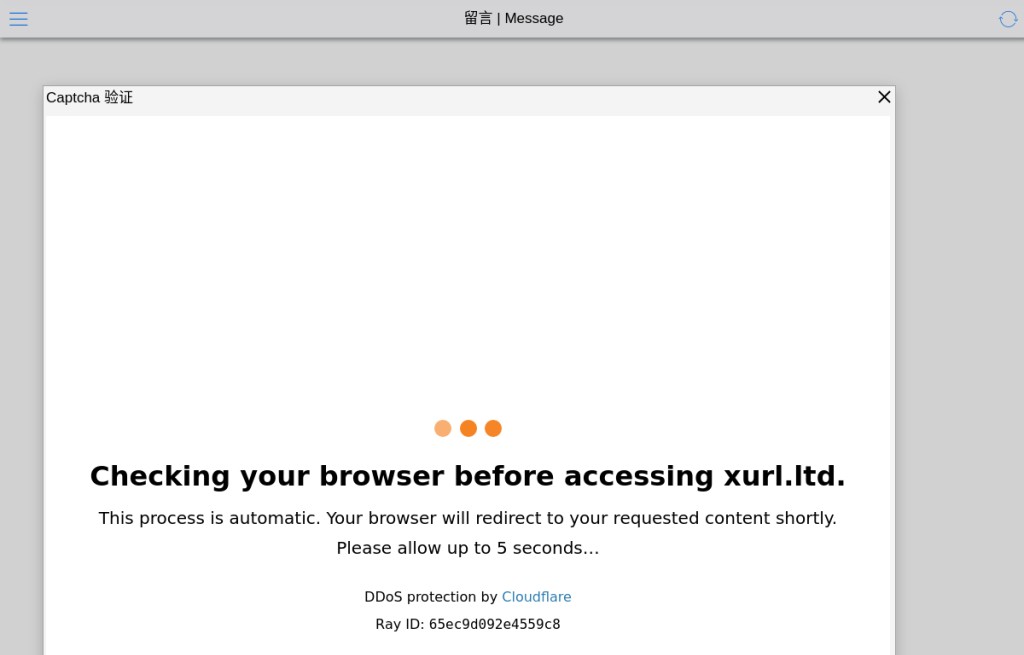 留言 | Message
Captcha 验证
Checking your browser before accessing xurl.ltd.
This process is automatic. Your browser will redirect to your requested content shortly.
Please allow up to 5 seconds...
DDoS protection by Cloudflare
Ray ID: 65ec9d092e4559c8